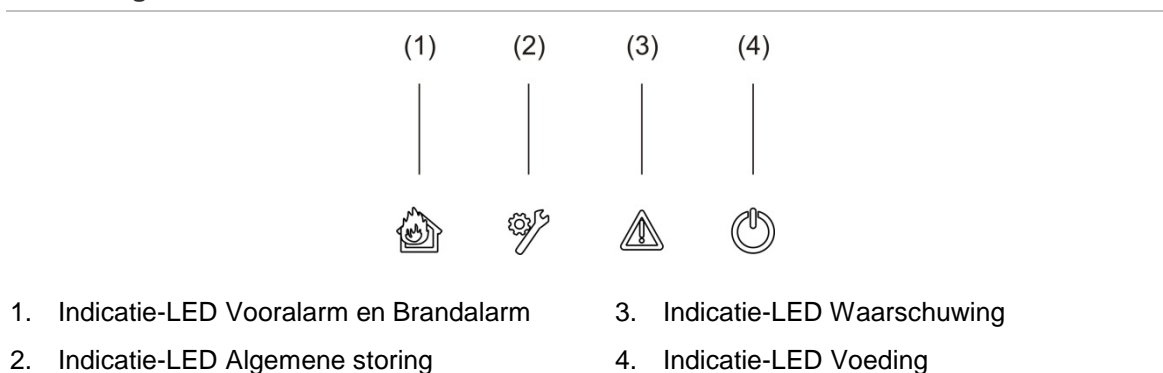 (1) (2) (3) (4)
1. Indicatie-LED Vooralarm en Brandalarm
2. Indicatie-LED Algemene storing
3. Indicatie-LED Waarschuwing
4. Indicatie-LED Voeding